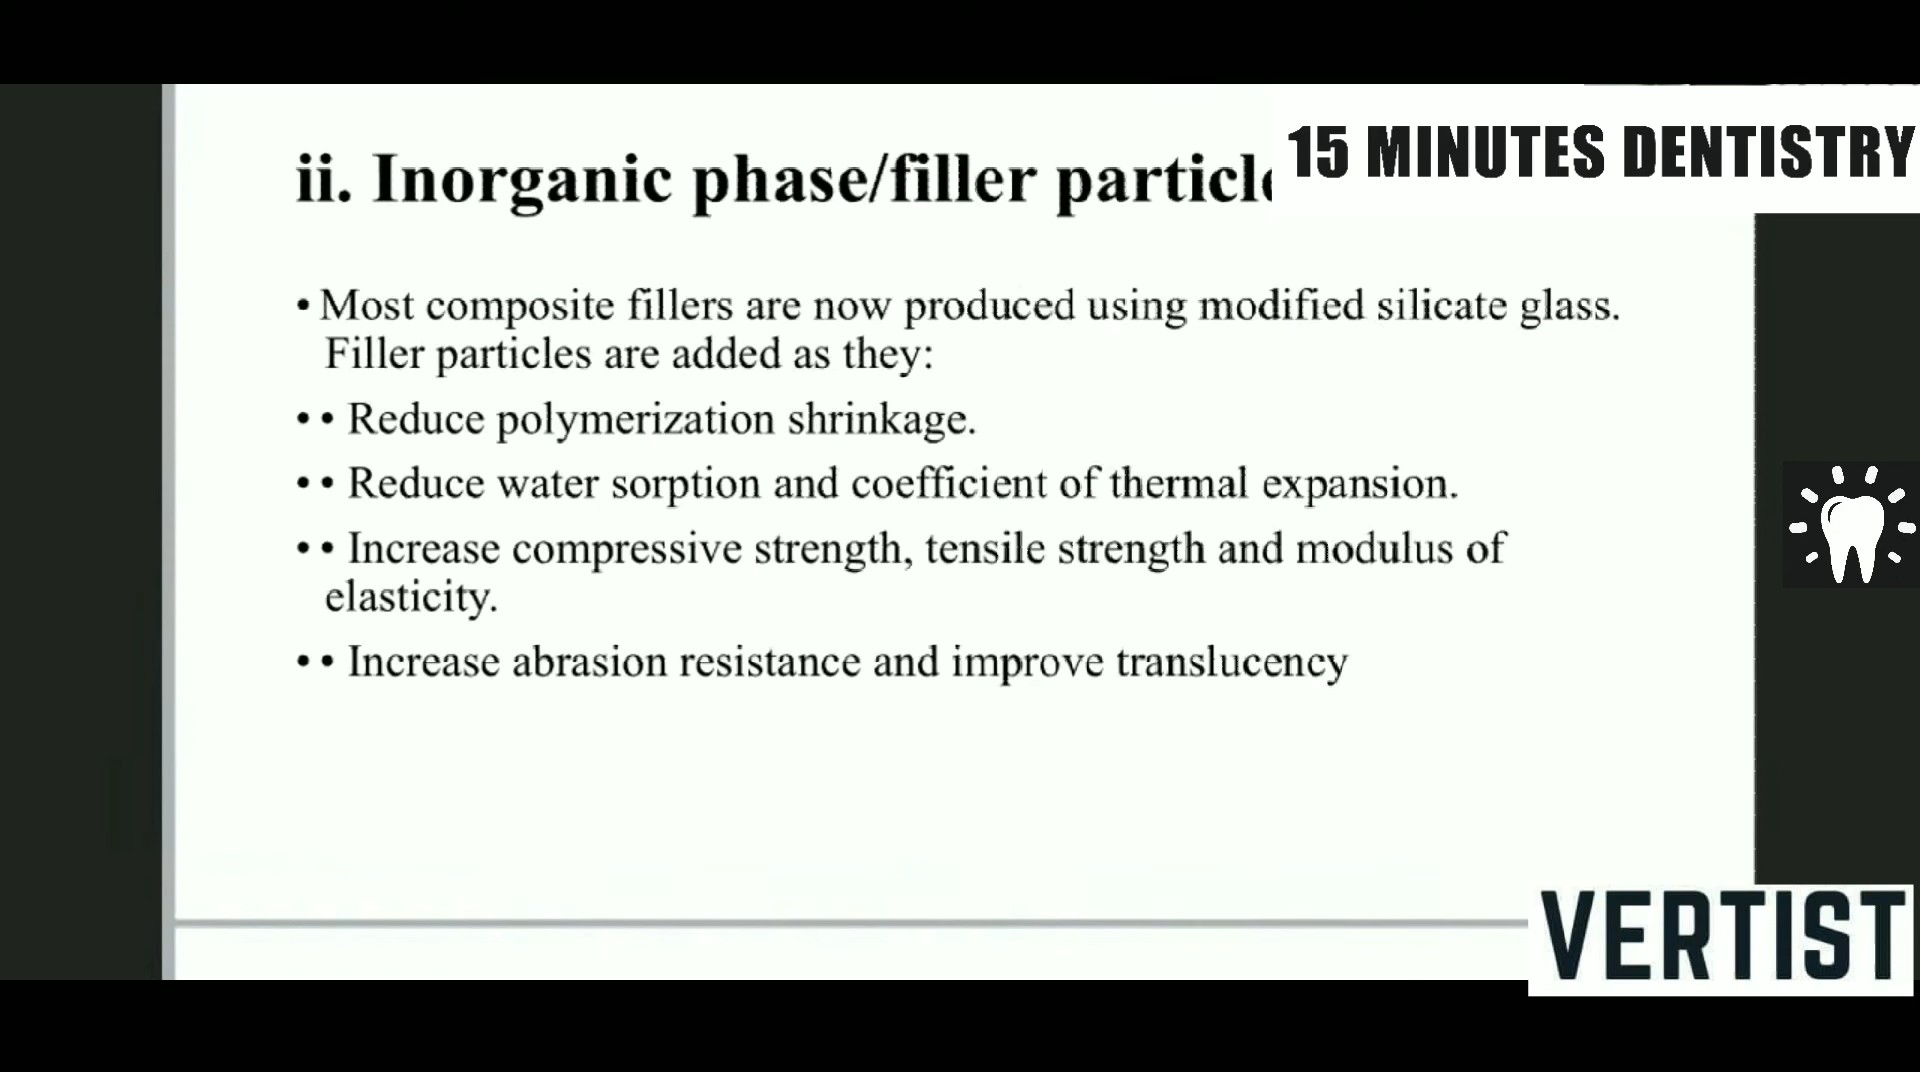 15 MINUTES DENTISTRY
ii. Inorganic phase/filler
• Most composite fillers are now produced using modified silicate glass.
Filler particles are added as they:
• • Reduce polymerization shrinkage.
• • Reduce water sorption and coefficient of thermal expansion.
• • Increase compressive strength, tensile strength and modulus of
elasticity.
• • Increase abrasion resistance and improve translucency
VERTIST